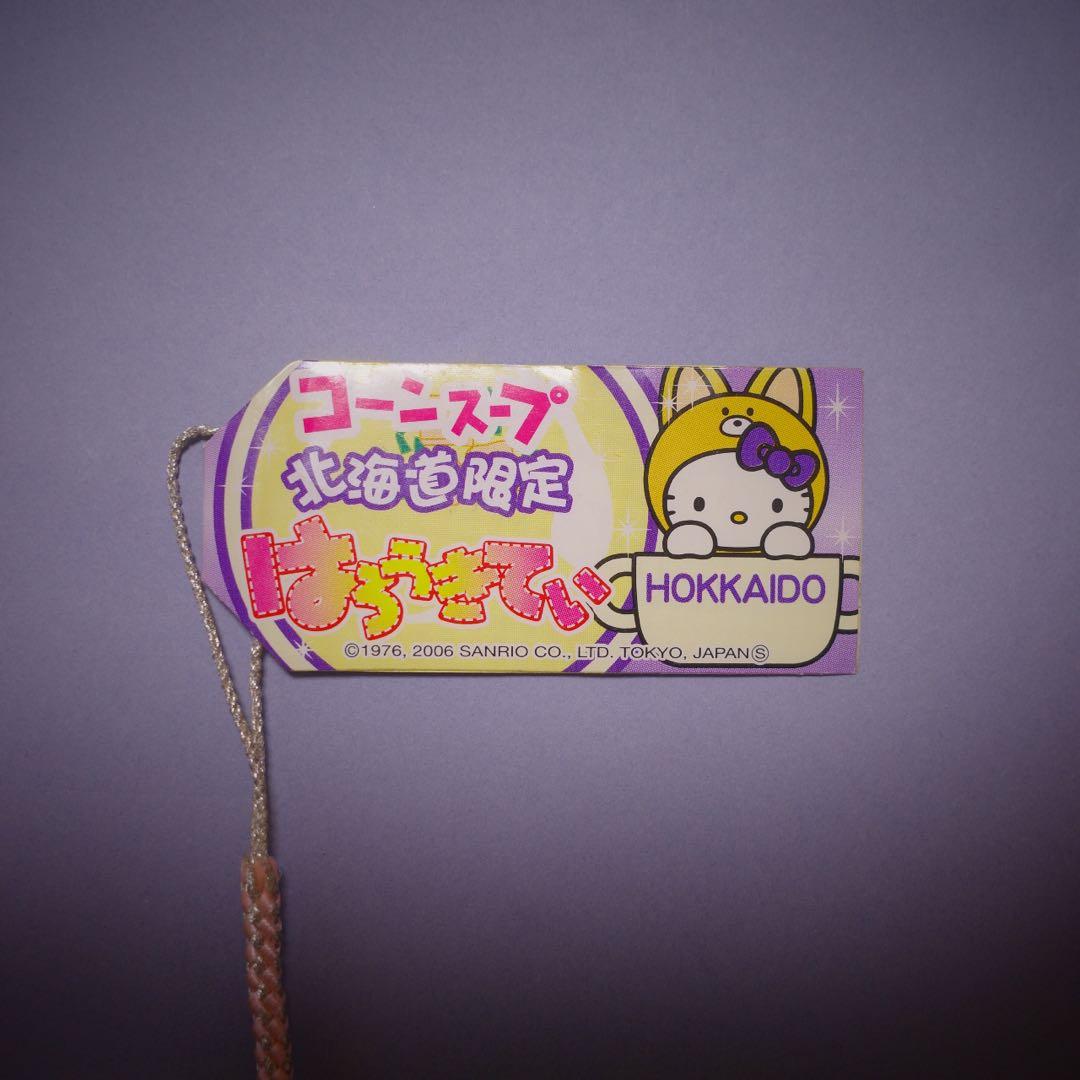 コーンスープ
北海道限定
はろうきてぃ
HOKKAIDO
©1976, 2006 SANRIO CO., LTD. TOKYO, JAPANⓈ